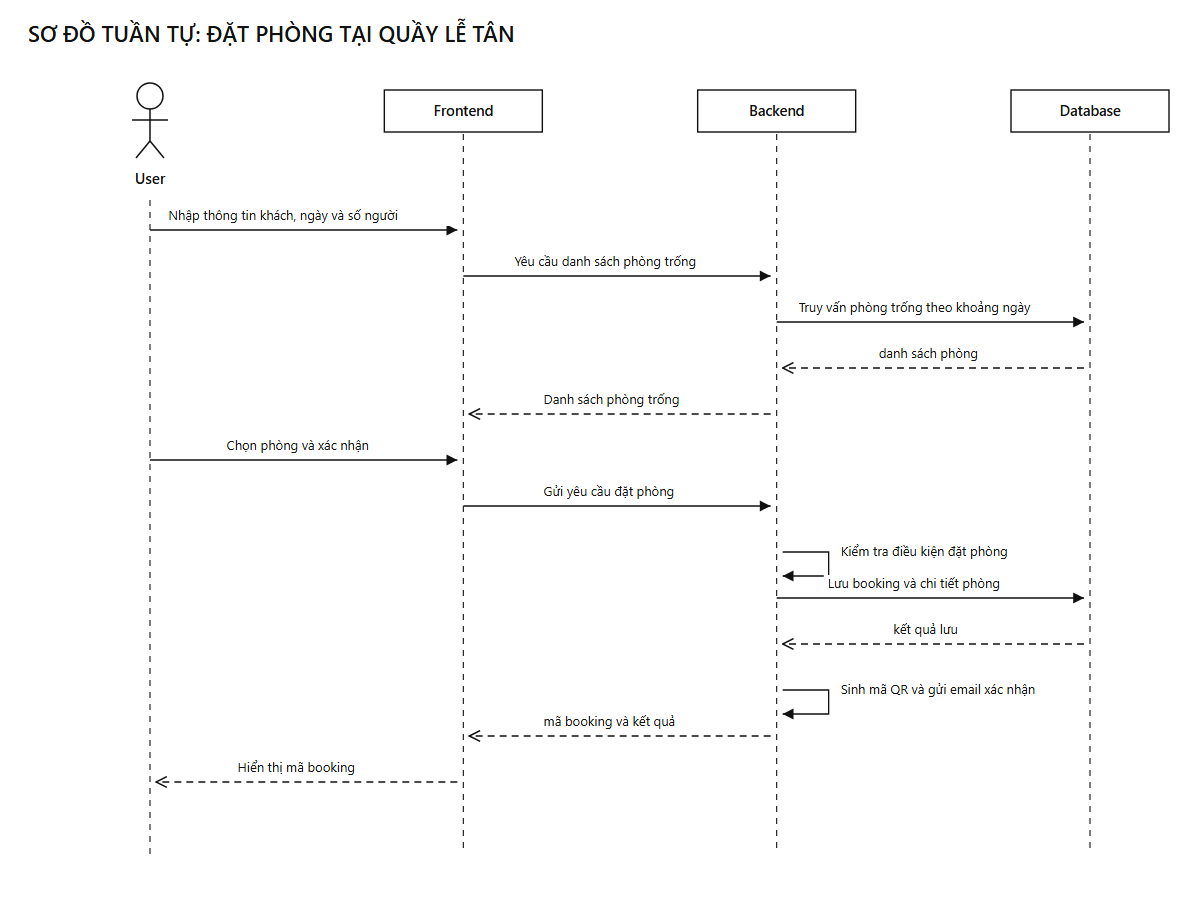 SƠ ĐỒ TUẦN TỰ: ĐẶT PHÒNG TẠI QUẦY LỄ TÂN
Frontend
Backend
Database
User
Nhập thông tin khách, ngày và số người
Yêu cầu danh sách phòng trống
Truy vấn phòng trống theo khoảng ngày
danh sách phòng
Danh sách phòng trống
Chọn phòng và xác nhận
Gửi yêu cầu đặt phòng
Kiểm tra điều kiện đặt phòng
Lưu booking và chi tiết phòng
kết quả lưu
Sinh mã QR và gửi email xác nhận
mã booking và kết quả
Hiển thị mã booking